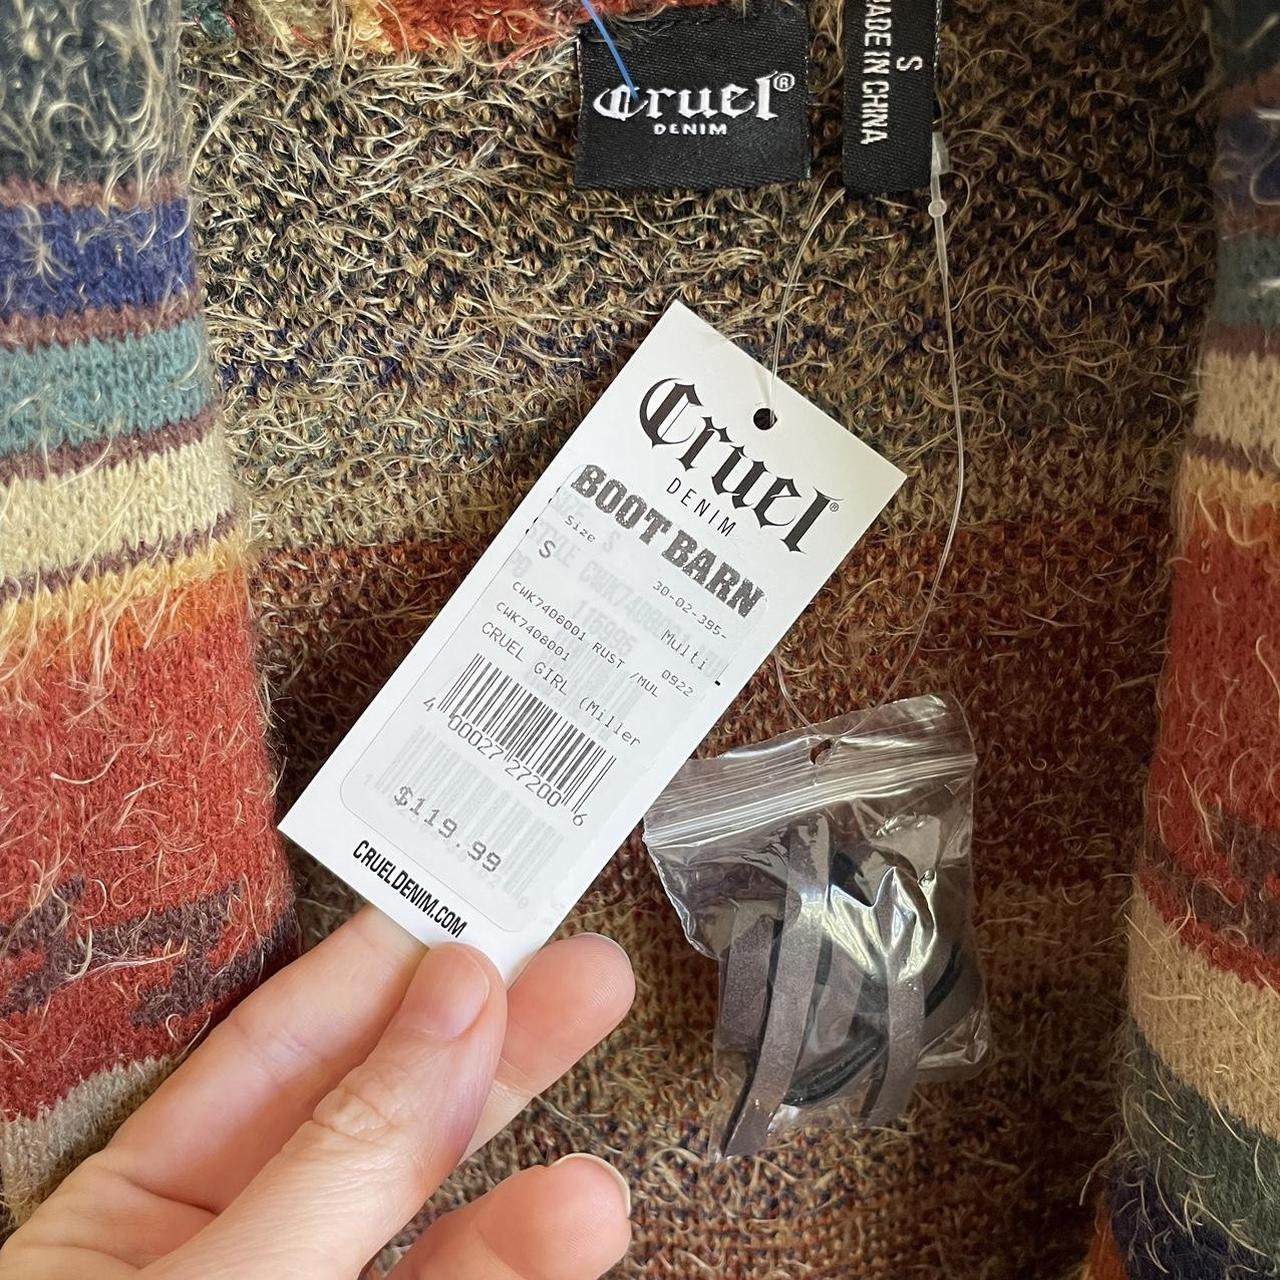 Cruel®
DENIM
S
MADE IN CHINA
Cruel®
DENIM
BOOT BARN
Size
S
30-02-395-
Multi
CWK7408001 RUST /MUL
CWK7408001 0922
CRUEL GIRL (Miller
4 00027 27200 6
$119.99
CRUELDENIM.COM